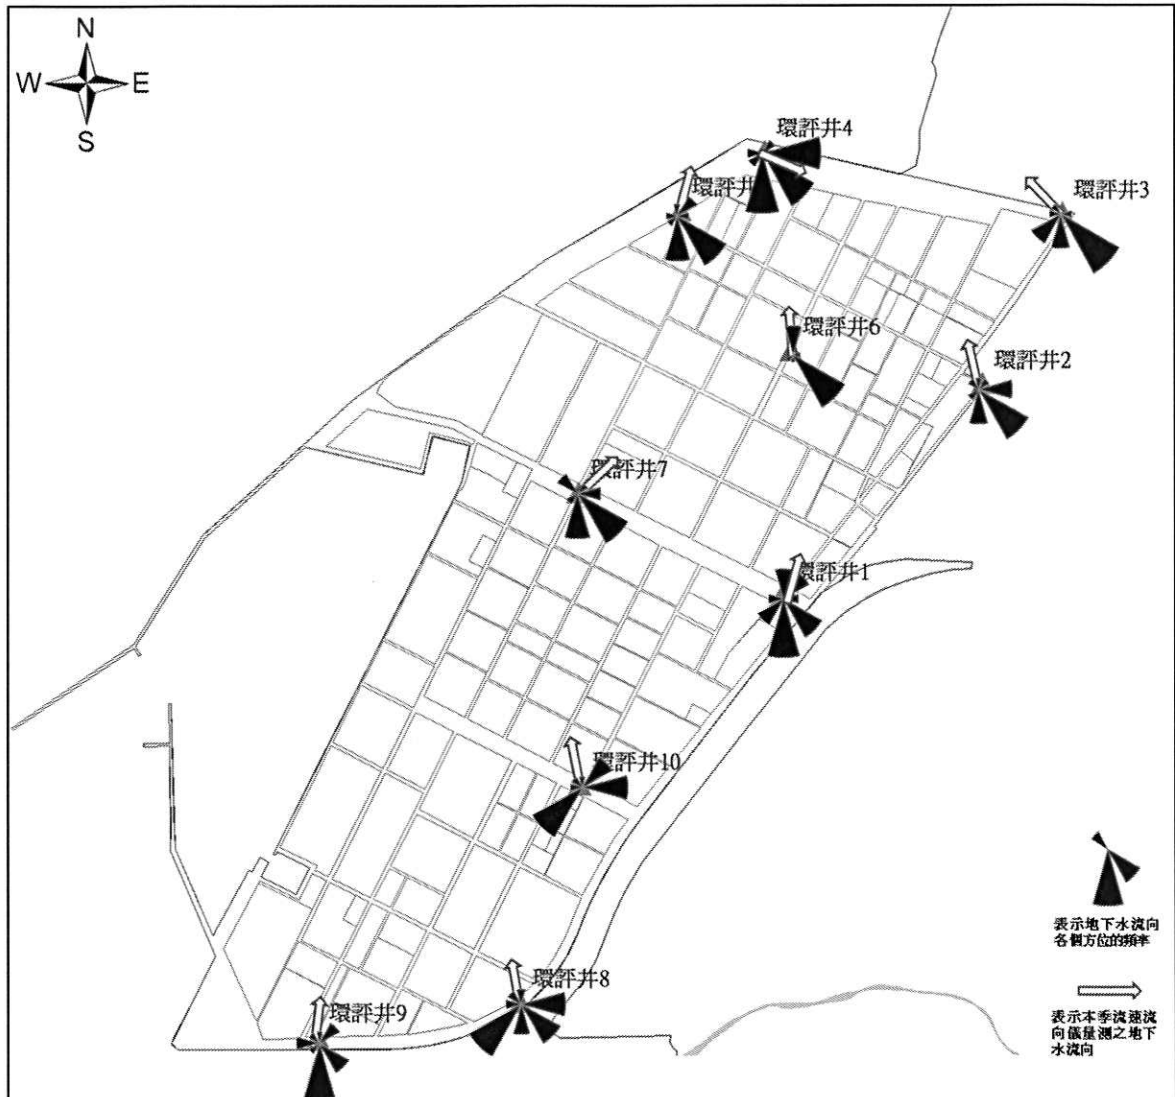 N
W E
S
環評井4
環評井
環評井3
環評井6
環評井2
環評井7
環評井1
環評井10
環評井8
環評井9
表示地下水流向
各個方位的頻率
表示本季流速流
向儀量測之地下
水流向